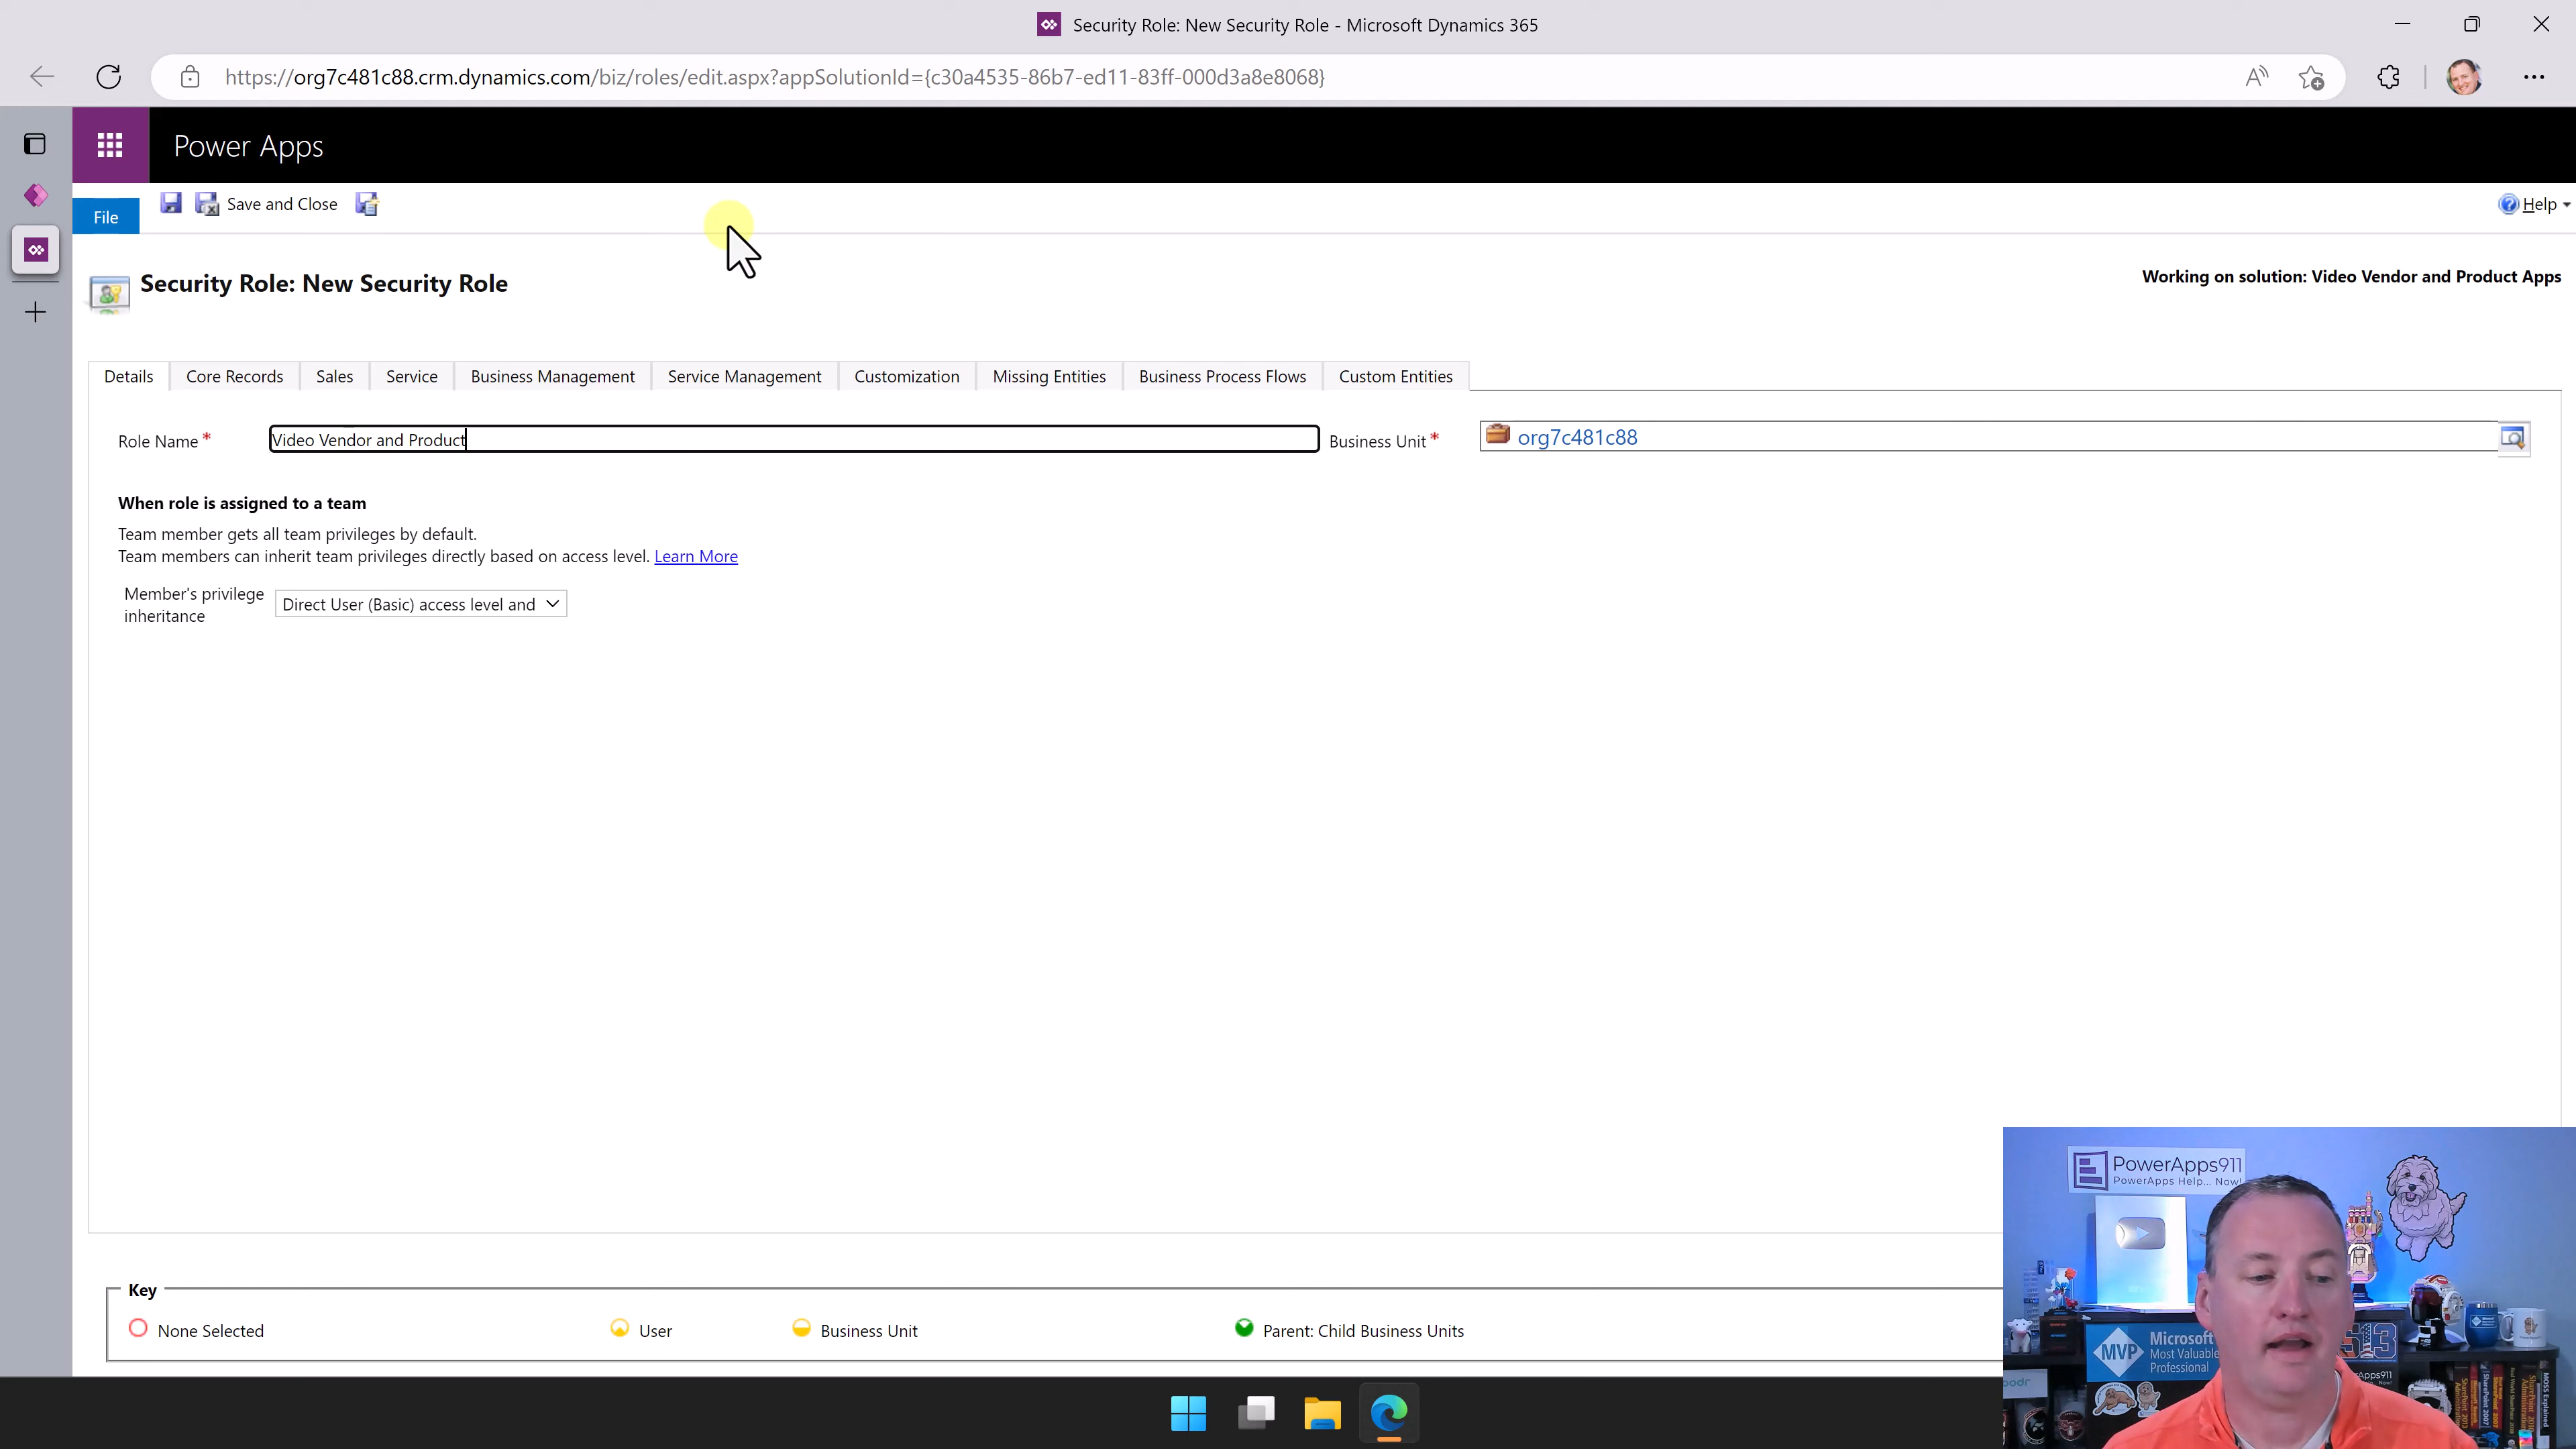 Security Role: New Security Role - Microsoft Dynamics 365
https://org7c481c88.crm.dynamics.com/biz/roles/edit.aspx?appSolutionId={c30a4535-86b7-ed11-83ff-000d3a8e8068}
Power Apps
File
Save and Close
Help
Security Role: New Security Role
Working on solution: Video Vendor and Product Apps
Details
Core Records
Sales
Service
Business Management
Service Management
Customization
Missing Entities
Business Process Flows
Custom Entities
Role Name *
Video Vendor and Product
Business Unit *
org7c481c88
When role is assigned to a team
Team member gets all team privileges by default.
Team members can inherit team privileges directly based on access level. Learn More
Member's privilege
inheritance
Direct User (Basic) access level and
Key
None Selected
User
Business Unit
Parent: Child Business Units
PowerApps911
PowerApps Help... Now!
MVP
Microsoft
Most Valuable
Professional